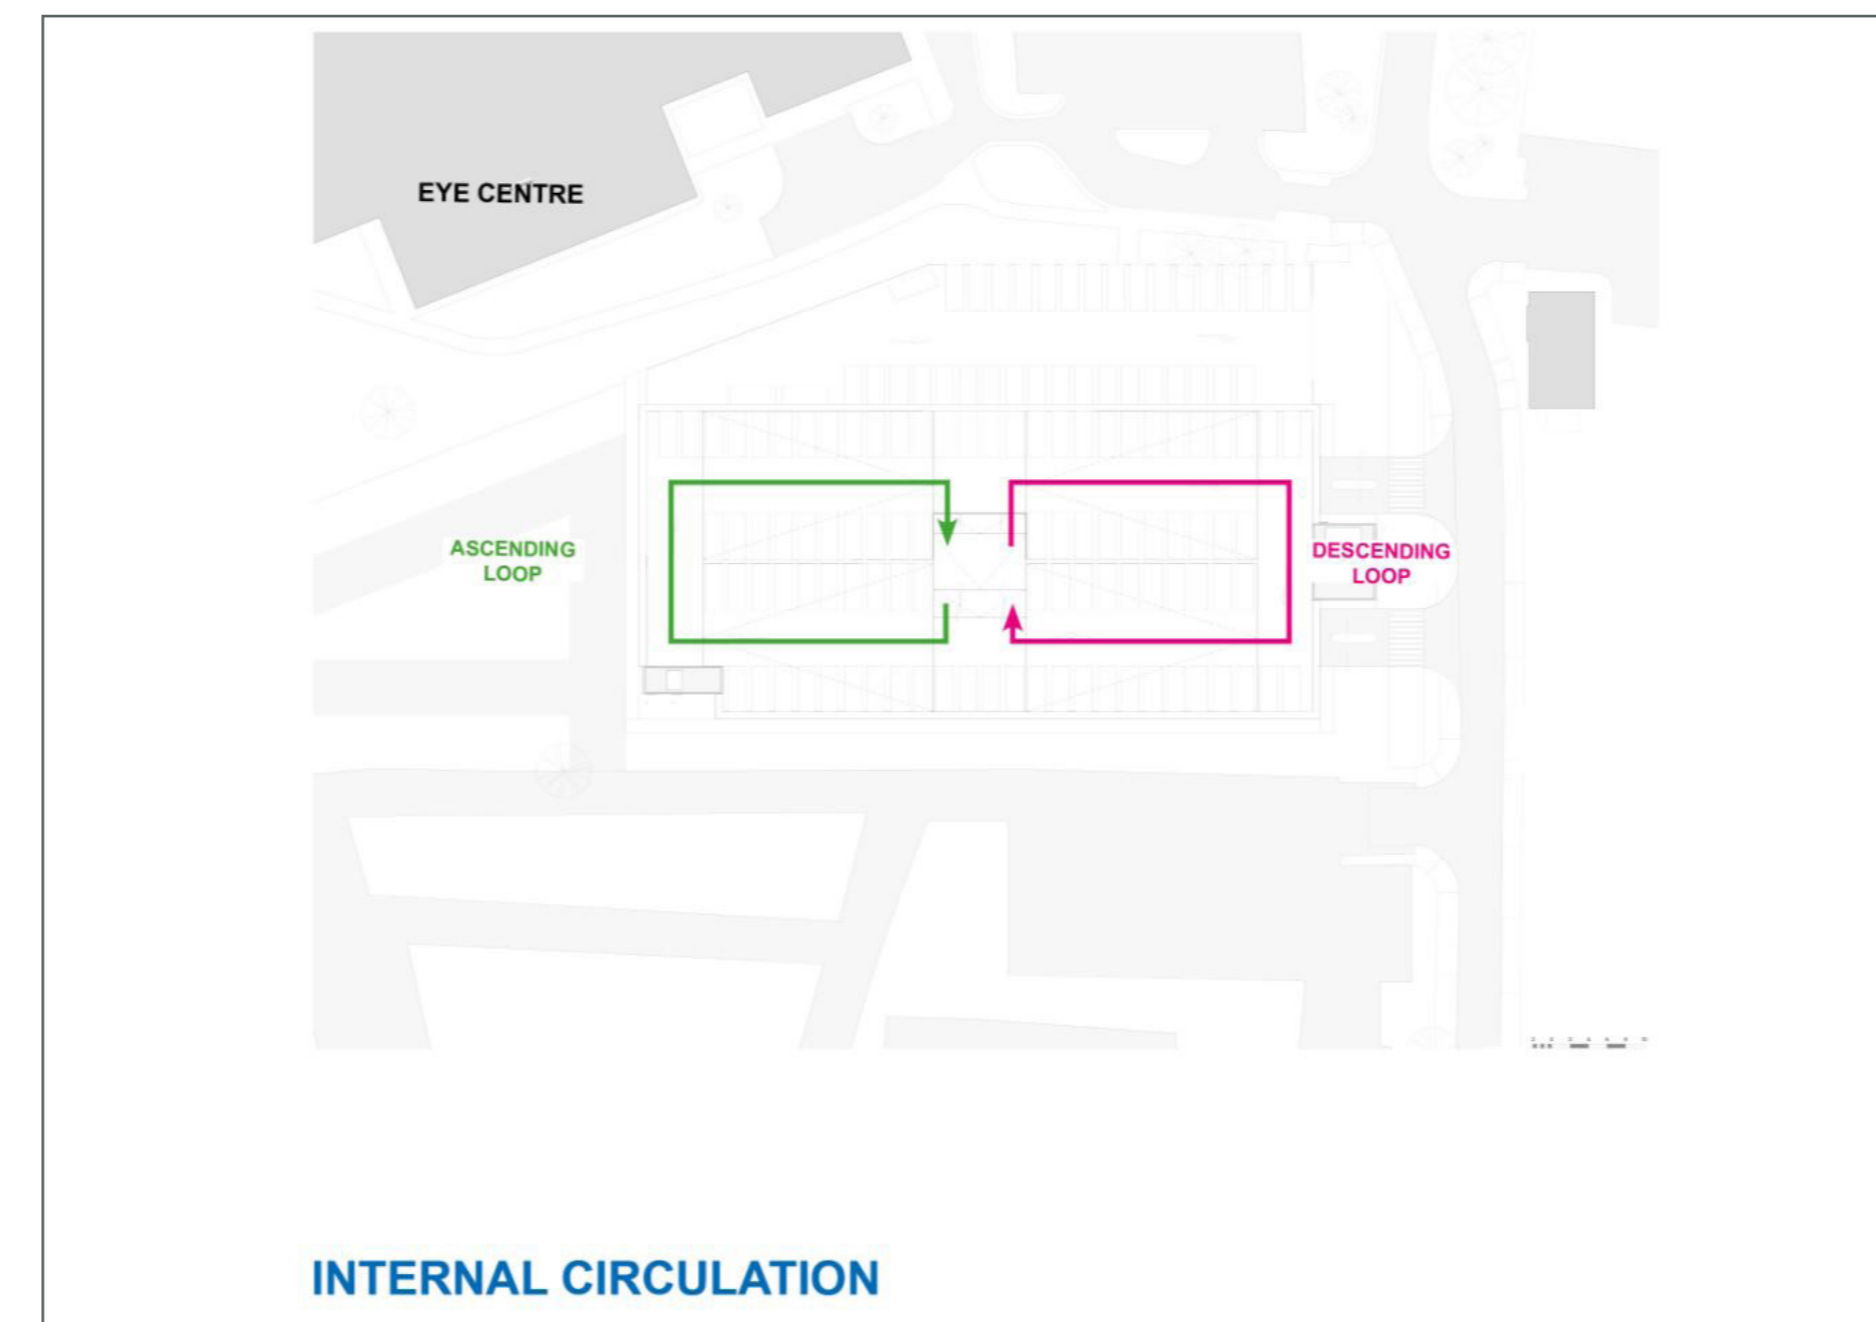 EYE CENTRE
ASCENDING
LOOP
DESCENDING
LOOP
INTERNAL CIRCULATION